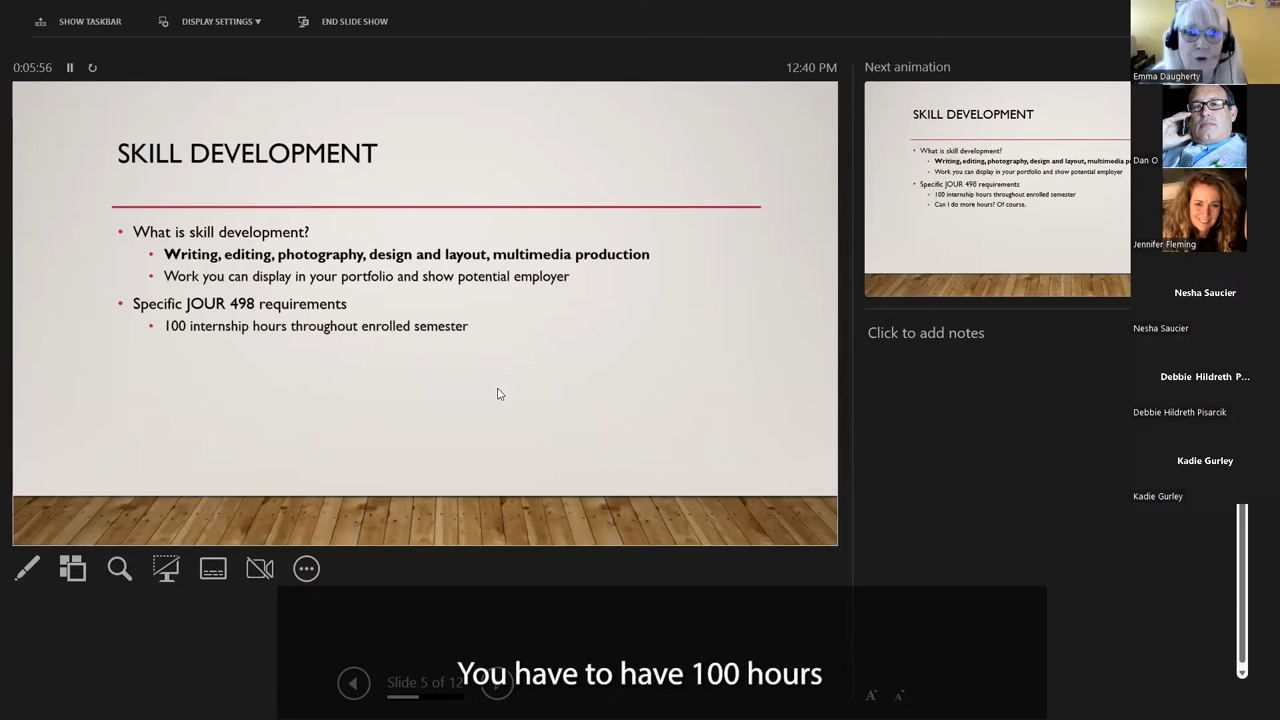 SHOW TASKBAR
DISPLAY SETTINGS ▼
END SLIDE SHOW
0:05:56
12:40 PM
SKILL DEVELOPMENT
• What is skill development?
• Writing, editing, photography, design and layout, multimedia production
• Work you can display in your portfolio and show potential employer
• Specific JOUR 498 requirements
• 100 internship hours throughout enrolled semester
Next animation
SKILL DEVELOPMENT
• What is skill development?
• Writing, editing, photography, design and layout, multimedia p
• Work you can display in your portfolio and show potential employer
• Specific JOUR 498 requirements
• 100 internship hours throughout enrolled semester
• Can I do more hours? Of course.
Click to add notes
Emma Daugherty
Dan O
Jennifer Fleming
Nesha Saucier
Nesha Saucier
Debbie Hildreth P...
Debbie Hildreth Pisarcik
Kadie Gurley
Kadie Gurley
Slide 5 of 12
You have to have 100 hours
A A